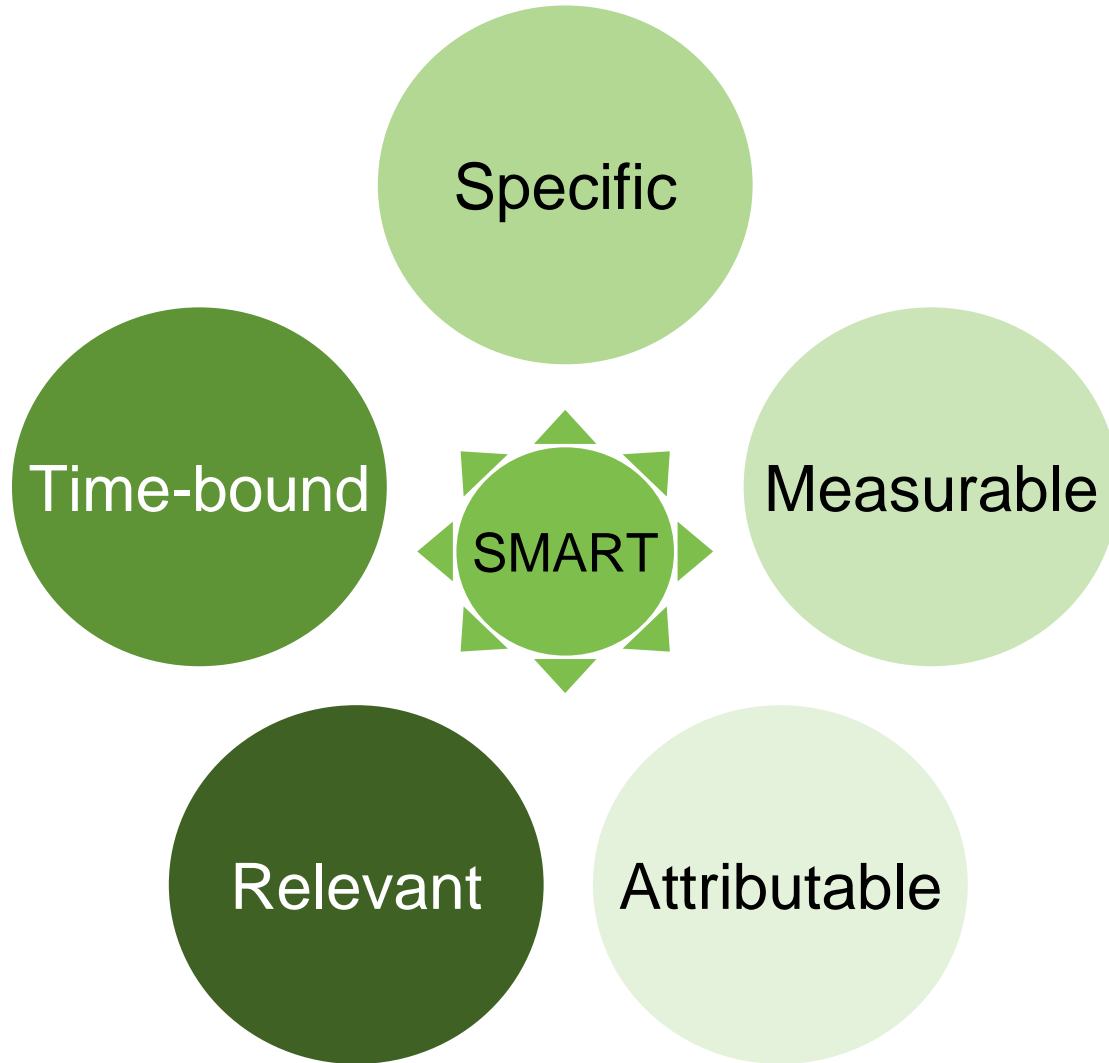 Specific
Measurable
Attributable
Relevant
Time-bound
SMART